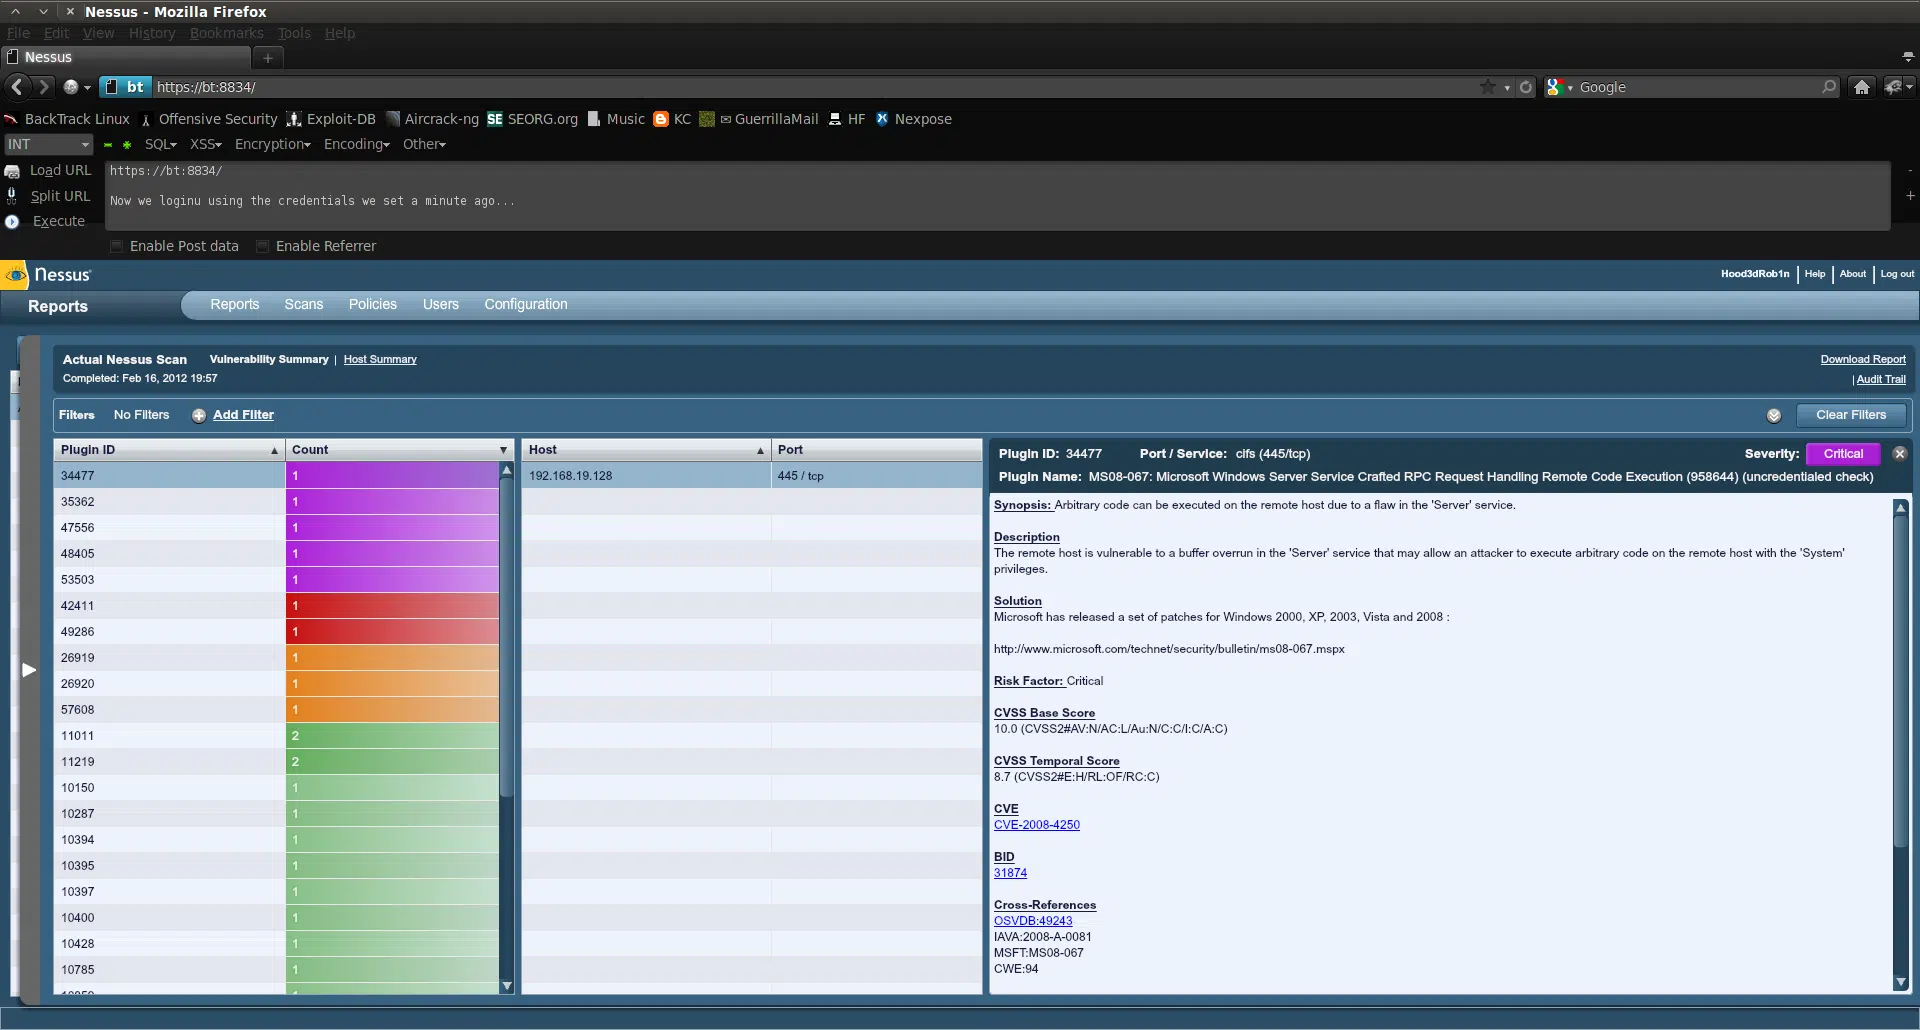 Nessus - Mozilla Firefox
File Edit View History Bookmarks Tools Help
Nessus
bt https://bt:8834/ Google
BackTrack Linux Offensive Security Exploit-DB Aircrack-ng SE SEORG.org Music KC GuerrillaMail HF Nexpose
INT SQL XSS Encryption Encoding Other
Load URL https://bt:8834/
Split URL Now we loginu using the credentials we set a minute ago...
Execute
Enable Post data Enable Referrer
Nessus Hood3dRob1n | Help | About | Log out
Reports Reports Scans Policies Users Configuration
Actual Nessus Scan Vulnerability Summary | Host Summary Download Report
Completed: Feb 16, 2012 19:57 | Audit Trail
Filters No Filters Add Filter Clear Filters
Plugin ID Count Host Port
34477 1 192.168.19.128 445 / tcp
35362 1
47556 1
48405 1
53503 1
42411 1
49286 1
26919 1
26920 1
57608 1
11011 2
11219 2
10150 1
10287 1
10394 1
10395 1
10397 1
10400 1
10428 1
10785 1
Plugin ID: 34477 Port / Service: cifs (445/tcp) Severity: Critical
Plugin Name: MS08-067: Microsoft Windows Server Service Crafted RPC Request Handling Remote Code Execution (958644) (uncredentialed check)
Synopsis: Arbitrary code can be executed on the remote host due to a flaw in the 'Server' service.
Description
The remote host is vulnerable to a buffer overrun in the 'Server' service that may allow an attacker to execute arbitrary code on the remote host with the 'System'
privileges.
Solution
Microsoft has released a set of patches for Windows 2000, XP, 2003, Vista and 2008 :
http://www.microsoft.com/technet/security/bulletin/ms08-067.mspx
Risk Factor: Critical
CVSS Base Score
10.0 (CVSS2#AV:N/AC:L/Au:N/C:C/I:C/A:C)
CVSS Temporal Score
8.7 (CVSS2#E:H/RL:OF/RC:C)
CVE
CVE-2008-4250
BID
31874
Cross-References
OSVDB:49243
IAVA:2008-A-0081
MSFT:MS08-067
CWE:94